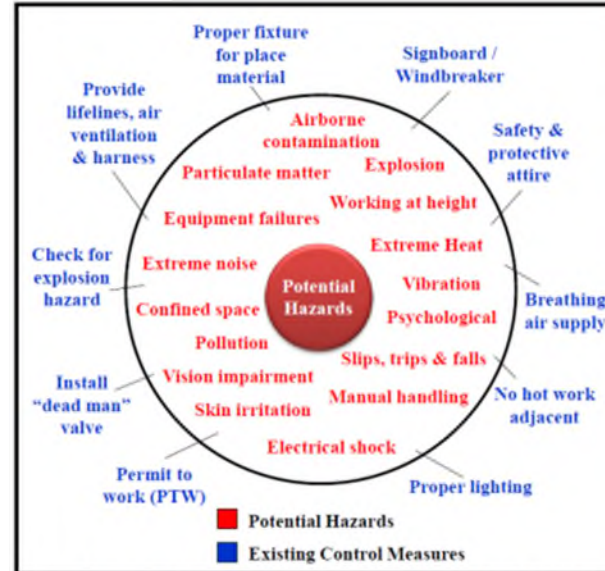 Proper fixture
for place
material
Signboard /
Windbreaker
Provide
lifelines, air
ventilation
& harness
Airborne
contamination
Safety &
protective
attire
Particulate matter
Explosion
Working at height
Equipment failures
Check for
explosion
hazard
Extreme noise
Extreme Heat
Potential
Hazards
Vibration
Breathing
air supply
Confined space
Psychological
Pollution
Slips, trips & falls
Install
“dead man”
valve
Vision impairment
No hot work
adjacent
Skin irritation
Manual handling
Electrical shock
Permit to
work (PTW)
Proper lighting
Potential Hazards
Existing Control Measures